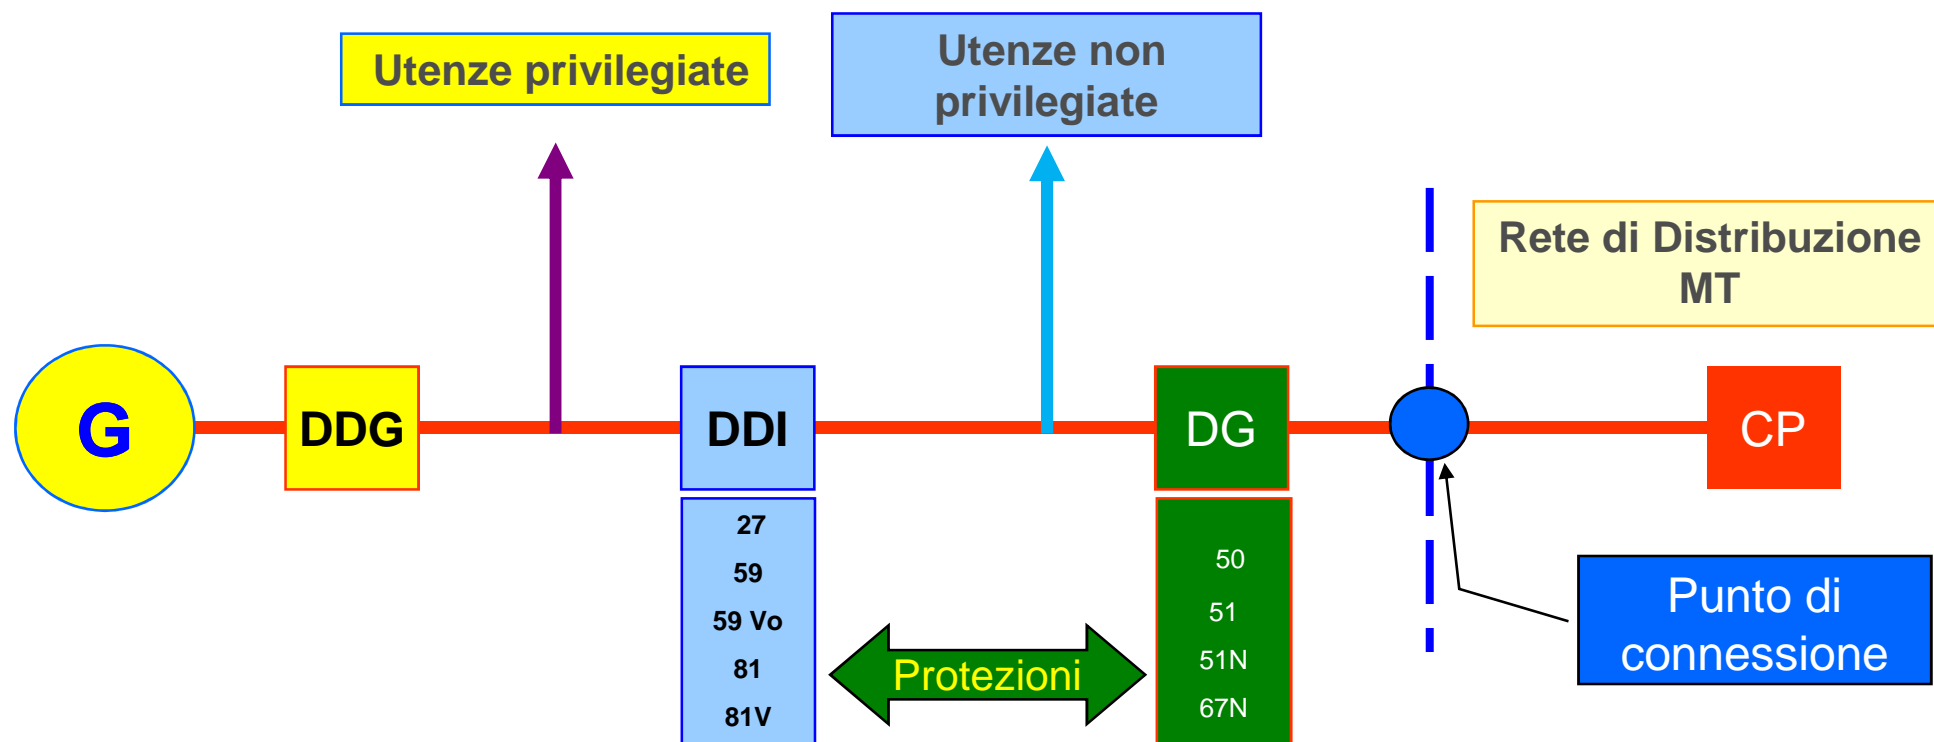 Utenze privilegiate
Utenze non
privilegiate
Rete di Distribuzione
MT
G
DDG
DDI
DG
CP
27
59
59 Vo
81
81V
Protezioni
50
51
51N
67N
Punto di
connessione